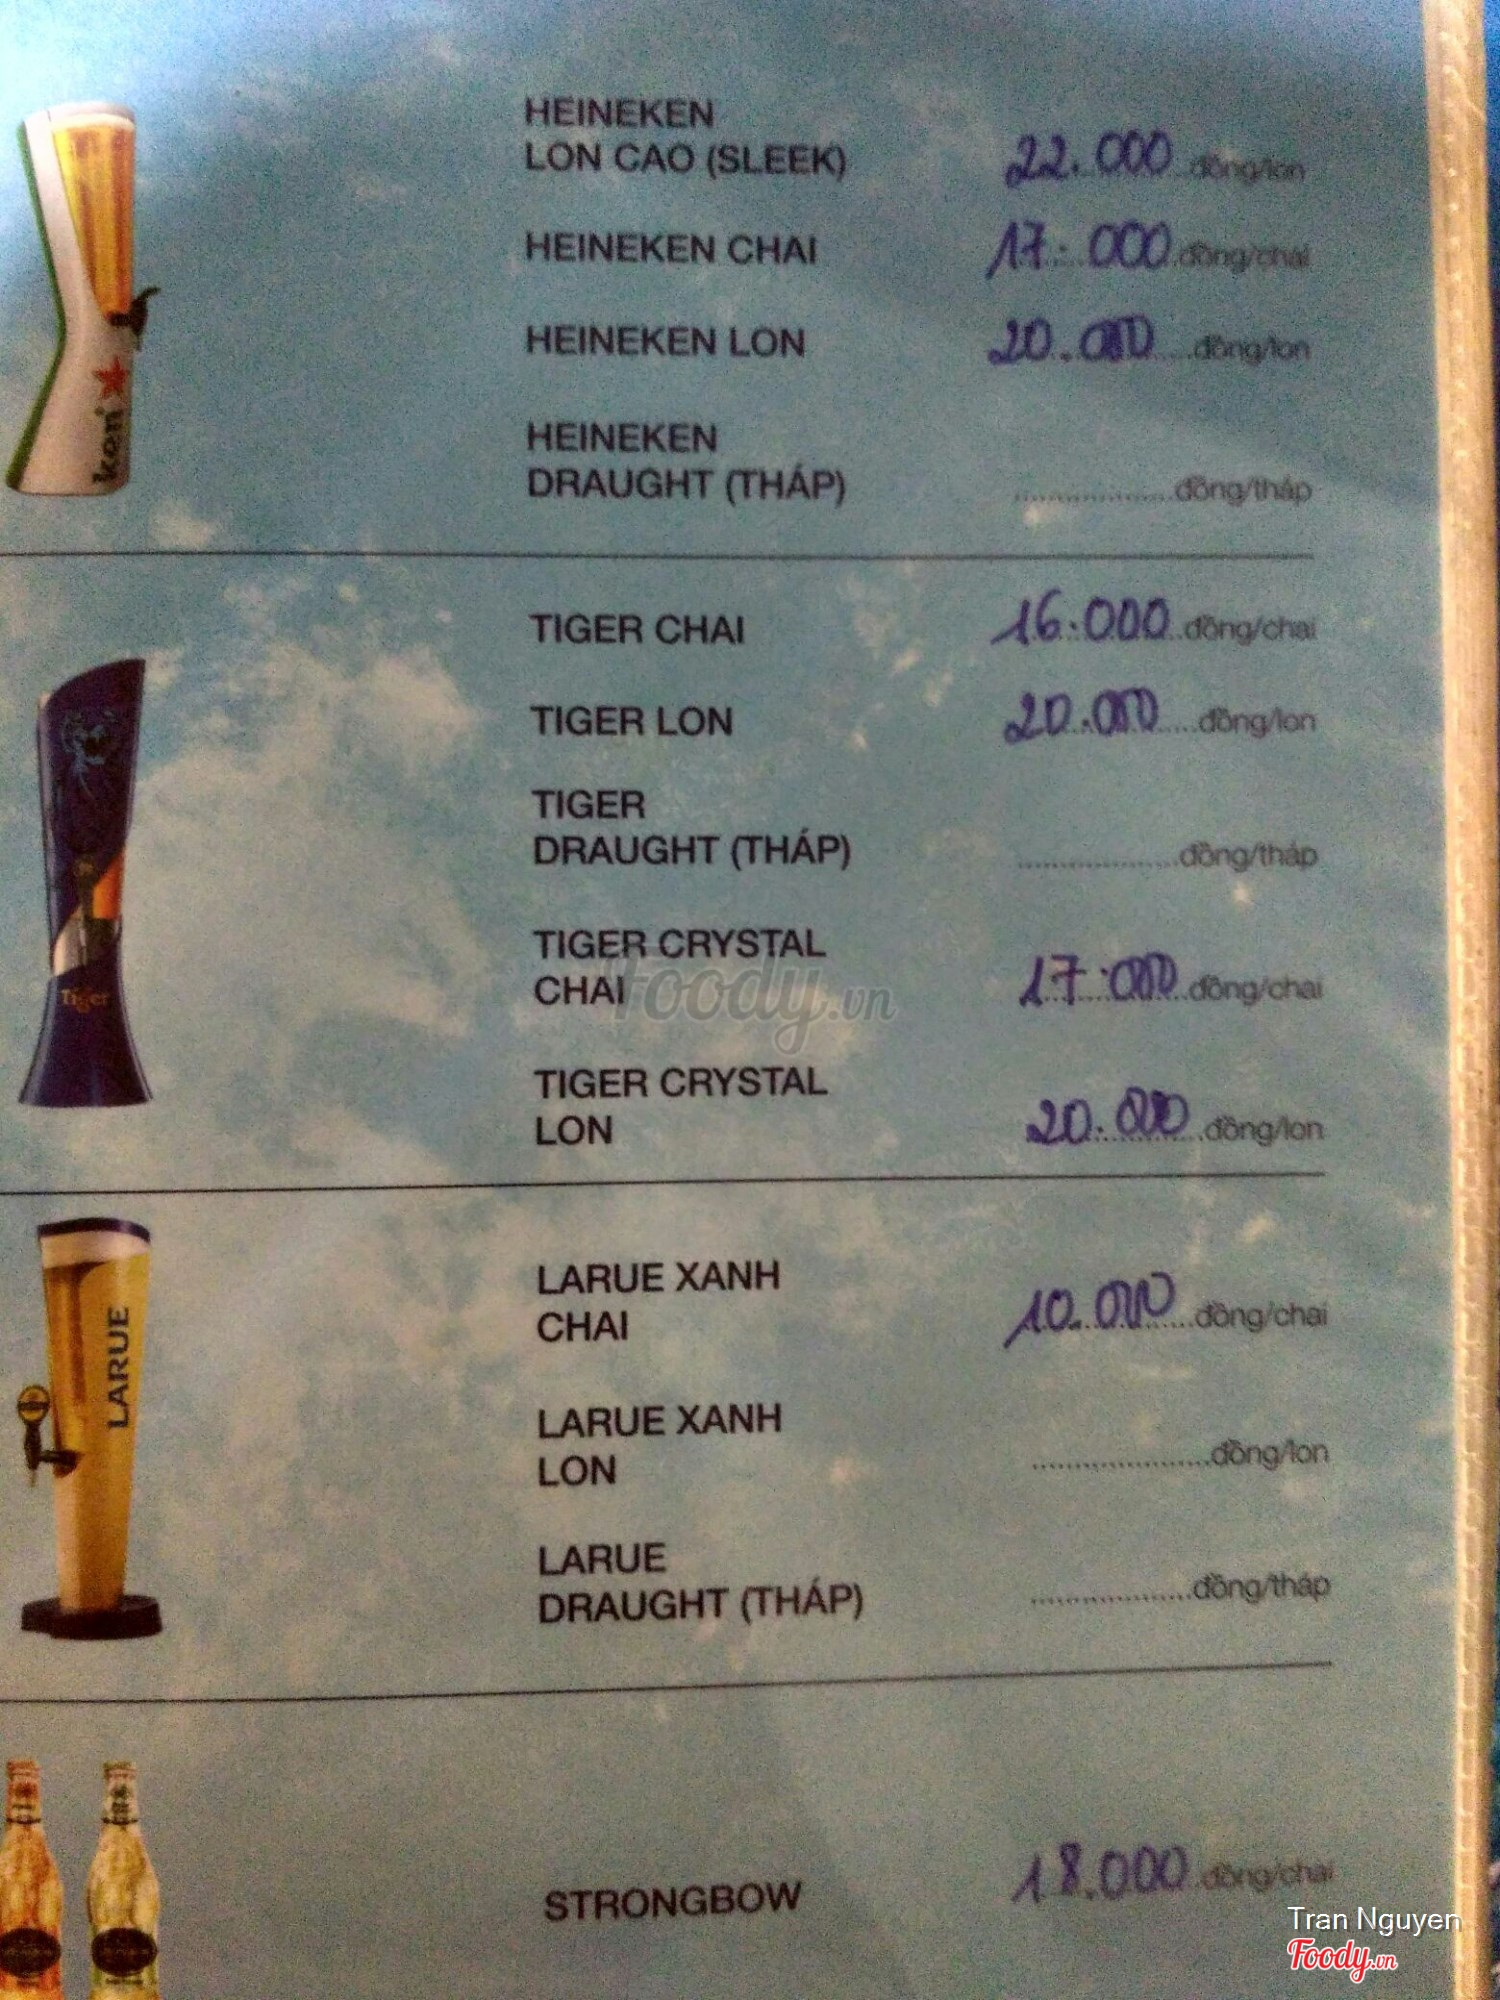 HEINEKEN
LON CAO (SLEEK) 22.000 đồng/lon
HEINEKEN CHAI 17.000 đồng/chai
HEINEKEN LON 20.000 đồng/lon
HEINEKEN
DRAUGHT (THÁP) ..................đồng/tháp
ken
TIGER CHAI 16.000 đồng/chai
TIGER LON 20.000 đồng/lon
TIGER
DRAUGHT (THÁP) ..................đồng/tháp
TIGER CRYSTAL
CHAI 17.000 đồng/chai
Tiger
Foody.vn
TIGER CRYSTAL
LON 20.000 đồng/lon
LARUE XANH
CHAI 10.000 đồng/chai
LARUE
LARUE XANH
LON ....................đồng/lon
LARUE
DRAUGHT (THÁP) ..................đồng/tháp
STRONGBOW 18.000 đồng/chai
Tran Nguyen
Foody.vn